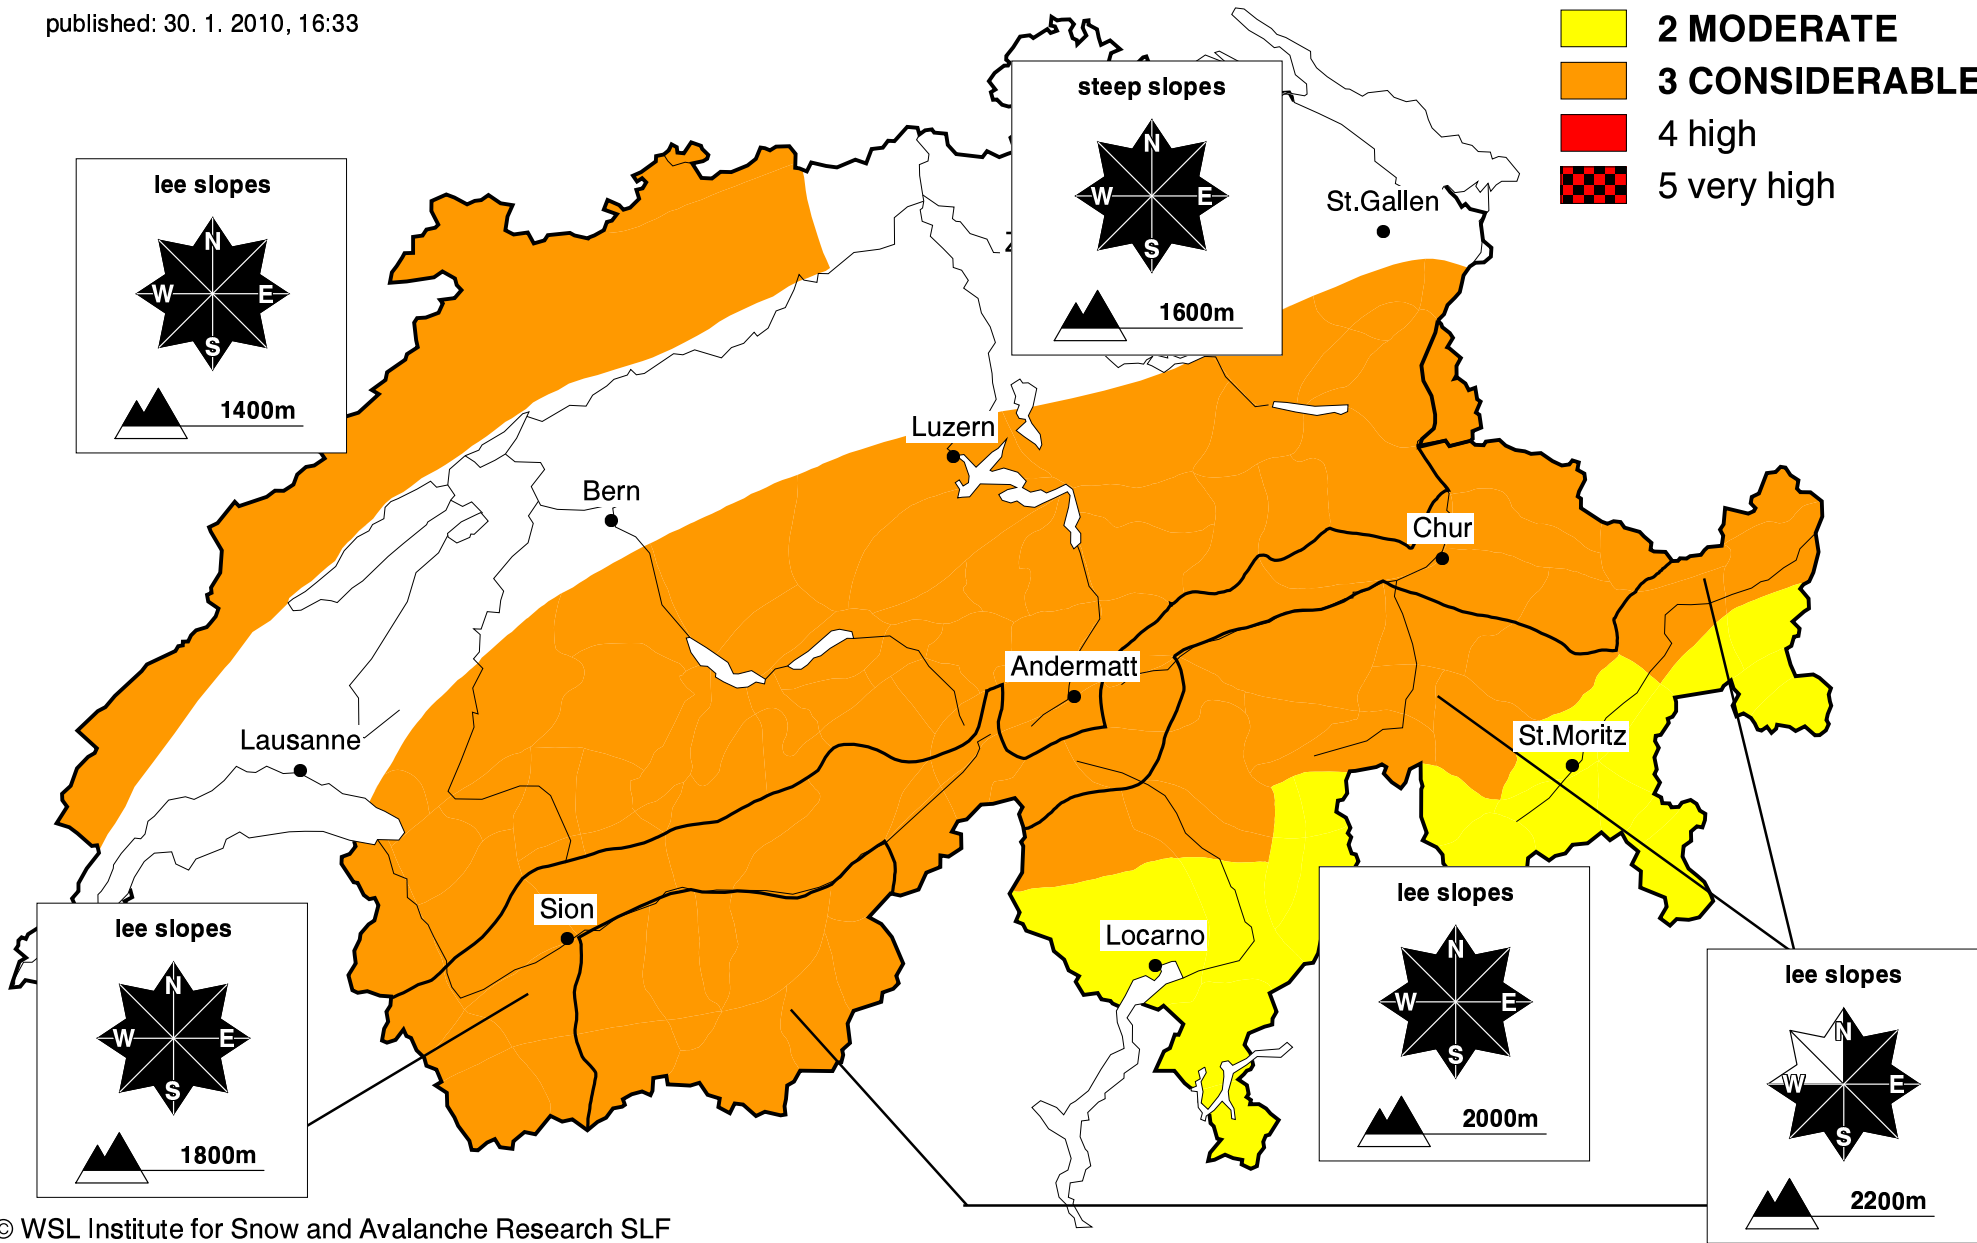 published: 30. 1. 2010, 16:33
2 MODERATE
3 CONSIDERABLE
4 high
5 very high
steep slopes
N
W E
S
1600m
lee slopes
N
W E
S
1400m
St.Gallen
Luzern
Bern
Chur
Andermatt
Lausanne
St.Moritz
Sion
Locarno
lee slopes
N
W E
S
1800m
lee slopes
N
W E
S
2000m
lee slopes
N
W E
S
2200m
© WSL Institute for Snow and Avalanche Research SLF